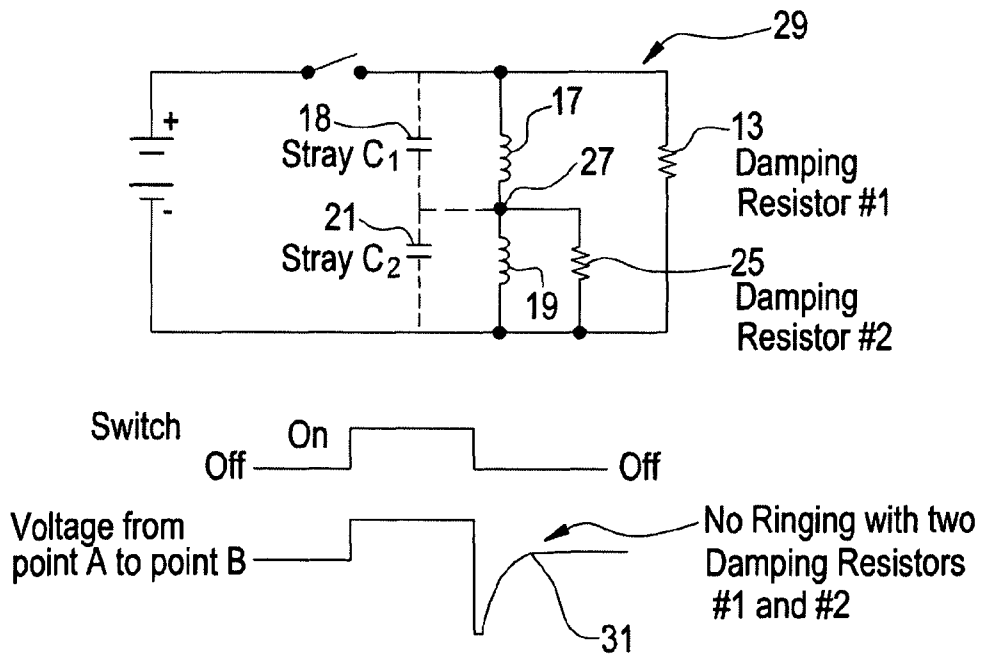 29
+
-
18
Stray C1
17
13
Damping
Resistor #1
27
21
Stray C2
19
25
Damping
Resistor #2
Switch
Off
On
Off
Voltage from
point A to point B
No Ringing with two
Damping Resistors
#1 and #2
31